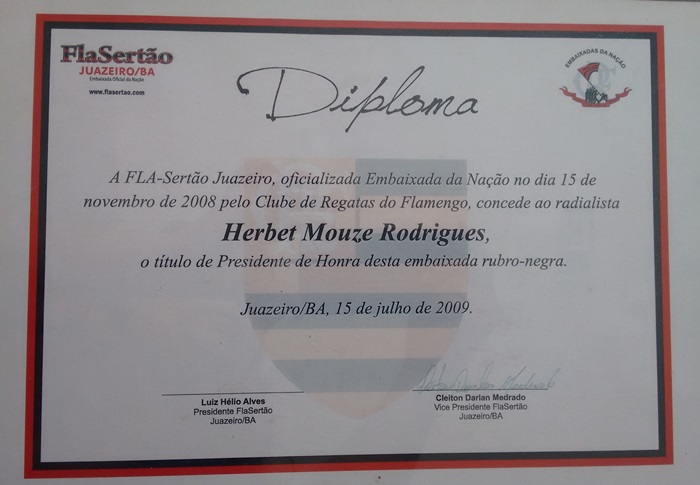 FlaSertão
JUAZEIRO/BA
Embaixada Oficial da Nação
www.flasertao.com
EMBAIXADAS DA NAÇÃO
Diploma
A FLA-Sertão Juazeiro, oficializada Embaixada da Nação no dia 15 de
novembro de 2008 pelo Clube de Regatas do Flamengo, concede ao radialista
Herbet Mouze Rodrigues,
o título de Presidente de Honra desta embaixada rubro-negra.
Juazeiro/BA, 15 de julho de 2009.
Luiz Hélio Alves
Presidente FlaSertão
Juazeiro/BA
Cleiton Darlan Medrado
Vice Presidente FlaSertão
Juazeiro/BA